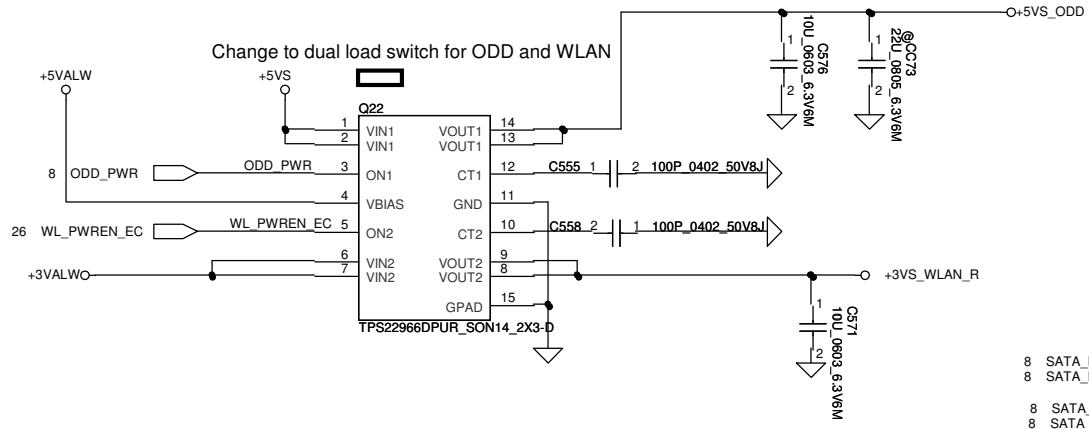 +5VS_ODD
Change to dual load switch for ODD and WLAN
1
C576
10U_0603_6.3V6M
2
1
@CC73
22U_0805_6.3V6M
2
+5VALW
+5VS
Q22
1 VIN1 VOUT1 14
2 VIN1 VOUT1 13
8 ODD_PWR ODD_PWR 3 ON1 CT1 12 C555 1 2 100P_0402_50V8J
4 VBIAS GND 11
26 WL_PWREN_EC WL_PWREN_EC 5 ON2 CT2 10 C558 2 1 100P_0402_50V8J
6 VIN2 VOUT2 9
+3VALW 7 VIN2 VOUT2 8 +3VS_WLAN_R
GPAD 15
TPS22966DPUR_SON14_2X3-D
1
C571
10U_0603_6.3V6M
2
8 SATA_
8 SATA_
8 SATA_
8 SATA